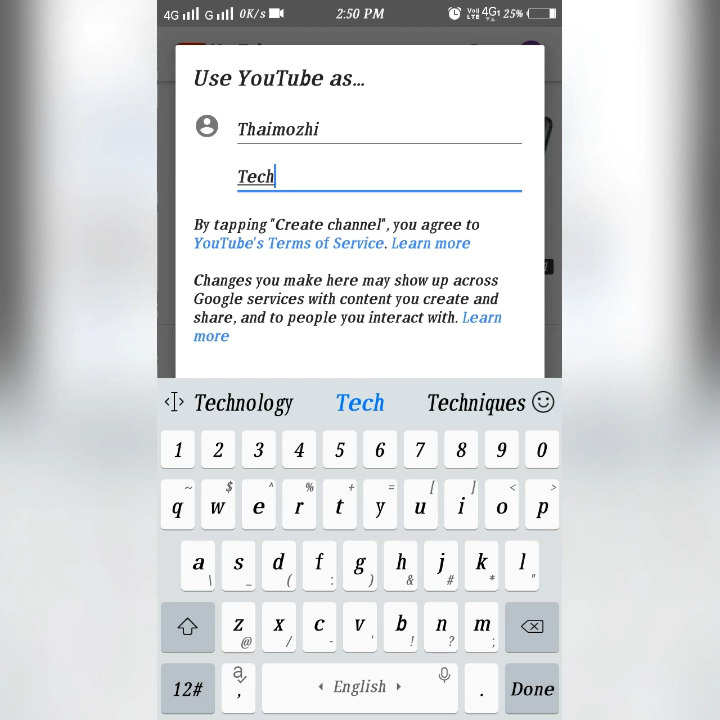 4G G 0K/s 2:50 PM VoLTE 4G1 25%
Use YouTube as...
Thaimozhi
Tech
By tapping "Create channel", you agree to
YouTube's Terms of Service. Learn more
Changes you make here may show up across
Google services with content you create and
share, and to people you interact with. Learn
more
Technology Tech Techniques
1 2 3 4 5 6 7 8 9 0
~ $ ^ % + = [ ] < >
q w e r t y u i o p
a s d f g h j k l
\ _ ( : ) & # * "
z x c v b n m
@ / - ' ! ? ;
12# , English . Done